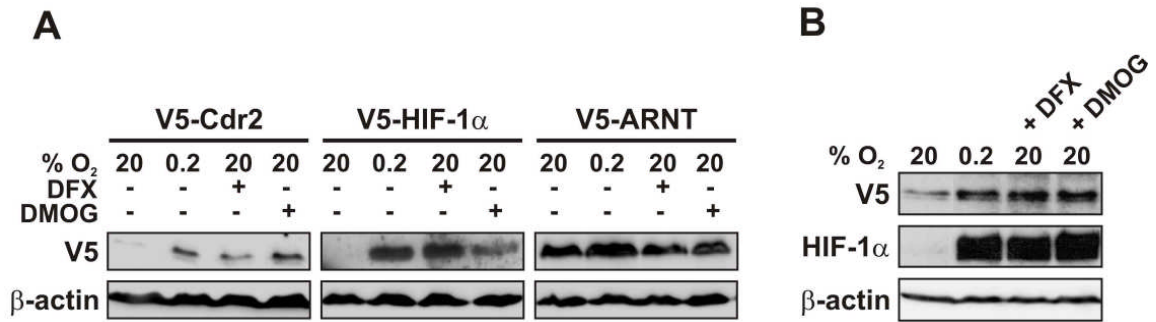 A
V5-Cdr2 V5-HIF-1α V5-ARNT
% O₂ 20 0.2 20 20 20 0.2 20 20 20 0.2 20 20
DFX - - + - - - + - - - + -
DMOG - - - + - - - + - - - +
V5
β-actin
B
+ DFX
+ DMOG
% O₂ 20 0.2 20 20
V5
HIF-1α
β-actin